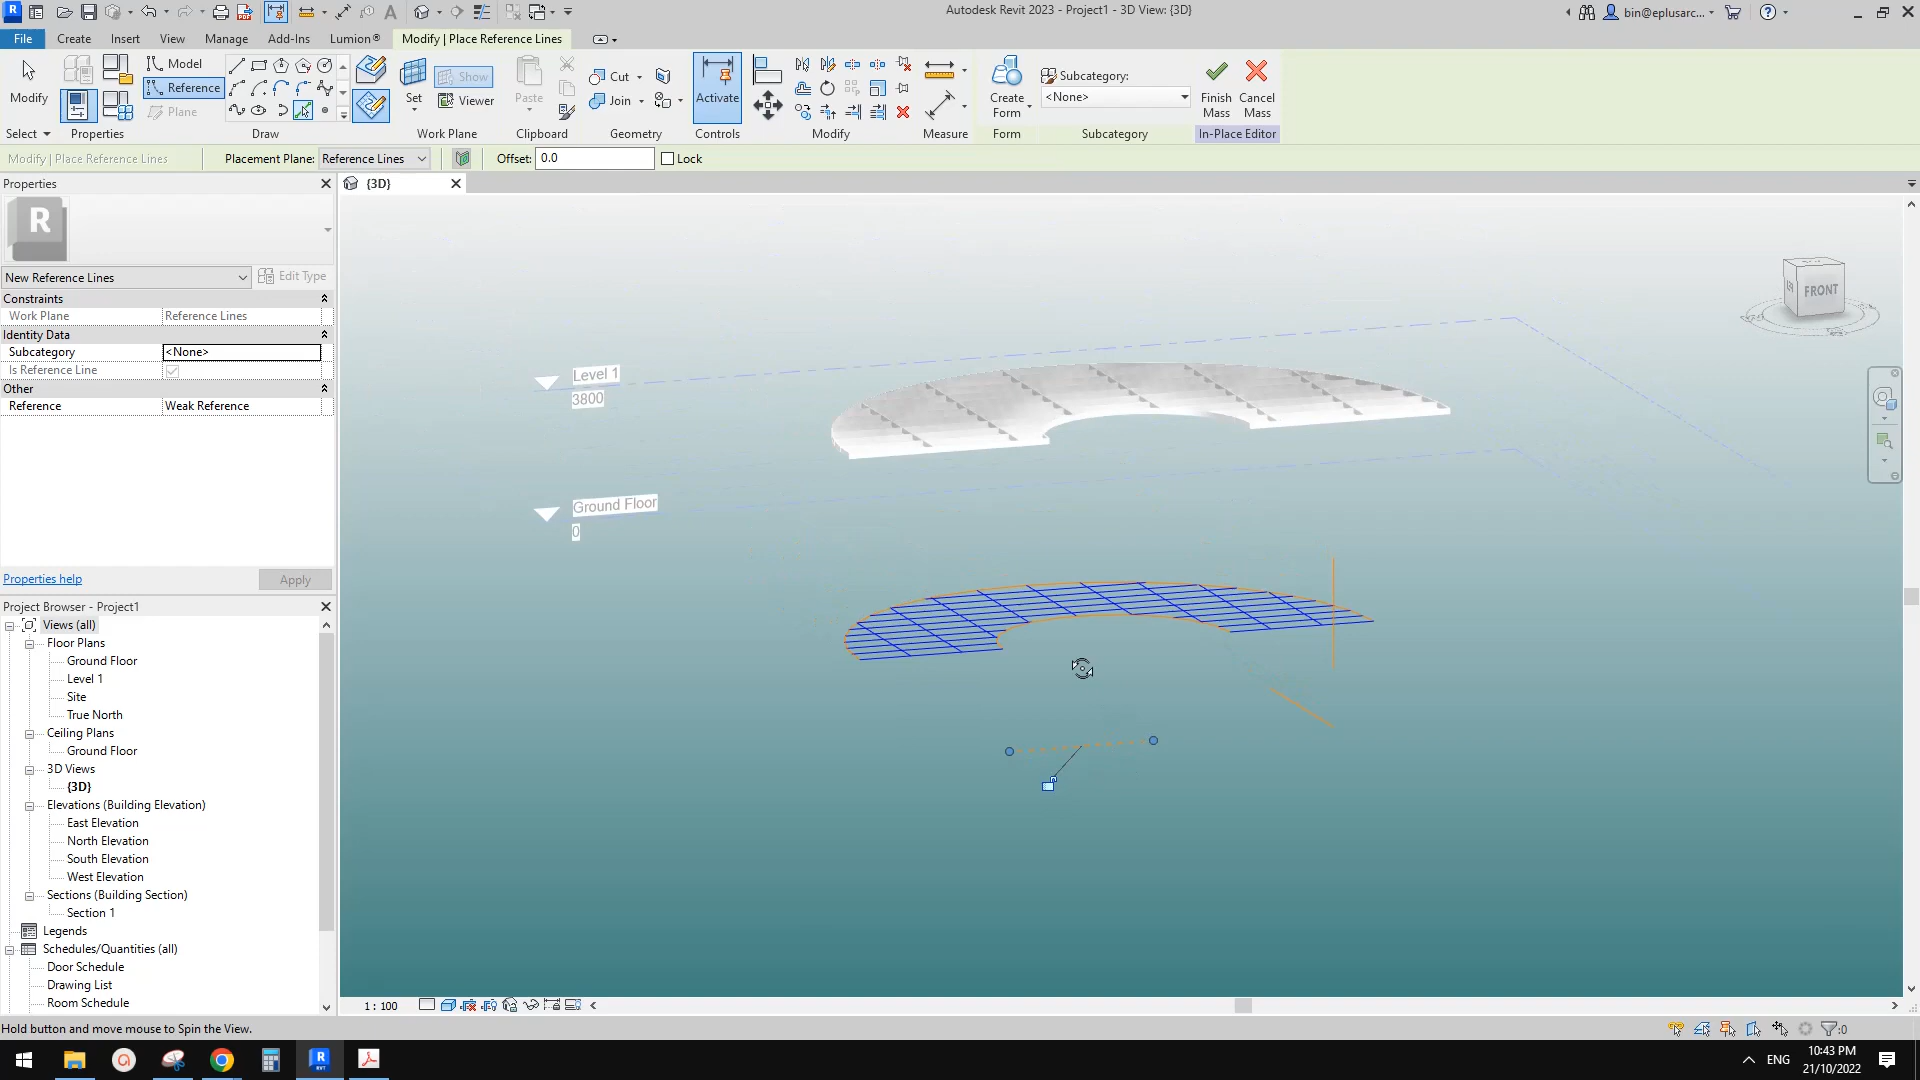 Autodesk Revit 2023 - Project1 - 3D View: {3D}
bin@eplusarc...
File Create Insert View Manage Add-Ins Lumion® Modify | Place Reference Lines
Modify
Select
Properties
Model
Reference
Plane
Draw
Set
Show
Viewer
Work Plane
Paste
Clipboard
Cut
Join
Geometry
Activate
Controls
Modify
Measure
Create
Form
Form
Subcategory:
<None>
Subcategory
Finish
Mass
Cancel
Mass
In-Place Editor
Modify | Place Reference Lines
Placement Plane: Reference Lines
Offset: 0.0
Lock
Properties
{3D}
R
New Reference Lines
Edit Type
Constraints
Work Plane Reference Lines
Identity Data
Subcategory <None>
Is Reference Line
Other
Reference Weak Reference
Properties help
Apply
Project Browser - Project1
Views (all)
Floor Plans
Ground Floor
Level 1
Site
True North
Ceiling Plans
Ground Floor
3D Views
{3D}
Elevations (Building Elevation)
East Elevation
North Elevation
South Elevation
West Elevation
Sections (Building Section)
Section 1
Legends
Schedules/Quantities (all)
Door Schedule
Drawing List
Room Schedule
Level 1
3800
Ground Floor
0
FRONT
1 : 100
Hold button and move mouse to Spin the View.
:0
ENG
10:43 PM
21/10/2022